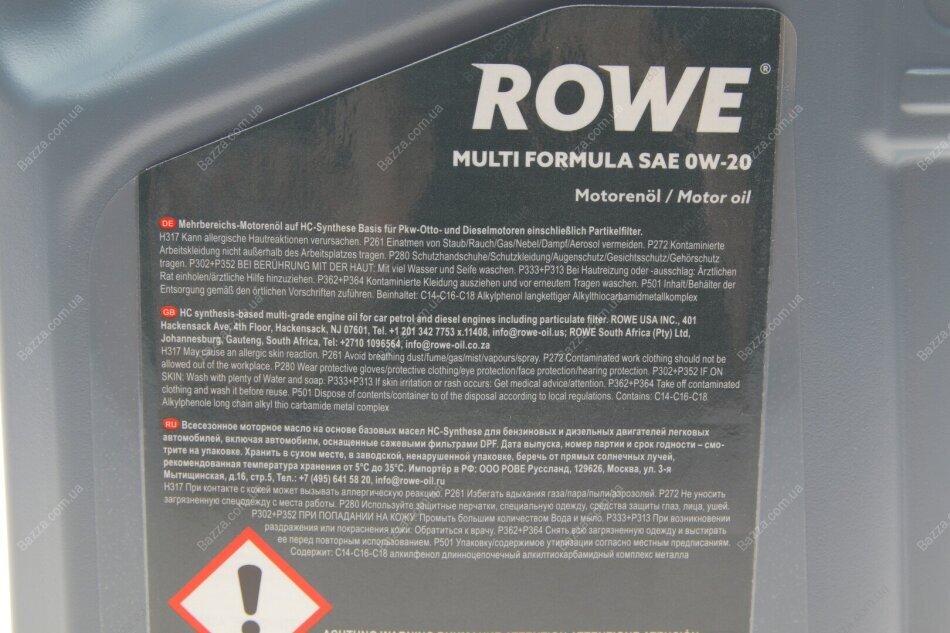 ROWE®
MULTI FORMULA SAE 0W-20
Motorenöl / Motor oil
DE Mehrbereichs-Motorenöl auf HC-Synthese Basis für Pkw-Otto- und Dieselmotoren einschließlich Partikelfilter.
H317 Kann allergische Hautreaktionen verursachen. P261 Einatmen von Staub/Rauch/Gas/Nebel/Dampf/Aerosol vermeiden. P272 Kontaminierte
Arbeitskleidung nicht außerhalb des Arbeitsplatzes tragen. P280 Schutzhandschuhe/Schutzkleidung/Augenschutz/Gesichtsschutz/Gehörschutz
tragen. P302+P352 BEI BERÜHRUNG MIT DER HAUT: Mit viel Wasser und Seife waschen. P333+P313 Bei Hautreizung oder -ausschlag: Ärztlichen
Rat einholen/ärztliche Hilfe hinzuziehen. P362+P364 Kontaminierte Kleidung ausziehen und vor erneutem Tragen waschen. P501 Inhalt/Behälter der
Entsorgung gemäß den örtlichen Vorschriften zuführen. Beinhaltet: C14-C16-C18 Alkylphenol langkettiger Alkylthiocarbamidmetallkomplex
GB HC synthesis-based multi-grade engine oil for car petrol and diesel engines including particulate filter. ROWE USA INC., 401
Hackensack Ave, 4th Floor, Hackensack, NJ 07601, Tel. +1 201 342 7753 x.11408, info@rowe-oil.us; ROWE South Africa (Pty) Ltd,
Johannesburg, Gauteng, South Africa, Tel: +2710 1096564, info@rowe-oil.co.za
H317 May cause an allergic skin reaction. P261 Avoid breathing dust/fume/gas/mist/vapours/spray. P272 Contaminated work clothing should not be
allowed out of the workplace. P280 Wear protective gloves/protective clothing/eye protection/face protection/hearing protection. P302+P352 IF ON
SKIN: Wash with plenty of Water and soap. P333+P313 If skin irritation or rash occurs: Get medical advice/attention. P362+P364 Take off contaminated
clothing and wash it before reuse. P501 Dispose of contents/container to of the disposal according to local regulations. Contains: C14-C16-C18
Alkylphenole long chain alkyl thio carbamide metal complex
RU Всесезонное моторное масло на основе базовых масел HC-Synthese для бензиновых и дизельных двигателей легковых
автомобилей, включая автомобили, оснащенные сажевыми фильтрами DPF. Дата выпуска, номер партии и срок годности – смо-
трите на упаковке. Хранить в сухом месте, в заводской, ненарушенной упаковке, беречь от прямых солнечных лучей,
рекомендованная температура хранения от 5°С до 35°С. Импортёр в РФ: ООО РОВЕ Руссланд, 129626, Москва, ул. 3-я
Мытищинская, д.16, стр.5, Тел.: +7 (495) 641 58 20, info@rowe-oil.ru
H317 При контакте с кожей может вызывать аллергическую реакцию. P261 Избегать вдыхания газа/пара/пыли/аэрозолей. P272 Не уносить
загрязненную спецодежду с места работы. P280 Используйте защитные перчатки, специальную одежду, средства защиты глаз, лица, ушей.
P302+P352 ПРИ ПОПАДАНИИ НА КОЖУ: Промыть большим количеством Вода и мыло. P333+P313 При возникновении
раздражения или покраснения кожи: Обратиться к врачу. P362+P364 Снять всю загрязненную одежду и выстирать
ее перед повторным использованием. P501 Упаковку/содержимое утиризации согласно местным предписаниям.
Содержит: C14-C16-C18 алкилфенол длинноцепочечный алкилтиокарбамидный комплекс металла
Bazza.com.ua